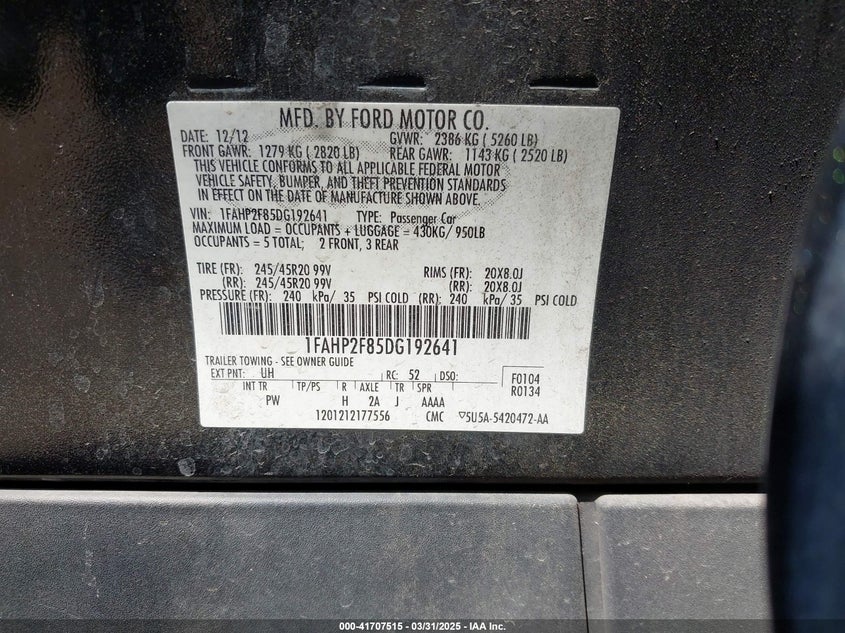 MFD. BY FORD MOTOR CO.
DATE: 12/12 GVWR: 2386 KG ( 5260 LB)
FRONT GAWR: 1279 KG ( 2820 LB) REAR GAWR: 1143 KG ( 2520 LB)
THIS VEHICLE CONFORMS TO ALL APPLICABLE FEDERAL MOTOR
VEHICLE SAFETY, BUMPER, AND THEFT PREVENTION STANDARDS
IN EFFECT ON THE DATE OF MANUFACTURE SHOWN ABOVE.
VIN: 1FAHP2F85DG192641 TYPE: Passenger Car
MAXIMUM LOAD = OCCUPANTS + LUGGAGE = 430KG/ 950LB
OCCUPANTS = 5 TOTAL; 2 FRONT, 3 REAR
TIRE (FR): 245/45R20 99V RIMS (FR): 20X8.0J
(RR): 245/45R20 99V (RR): 20X8.0J
PRESSURE (FR): 240 kPa/ 35 PSI COLD (RR): 240 kPa/ 35 PSI COLD
1FAHP2F85DG192641
TRAILER TOWING - SEE OWNER GUIDE
EXT PNT: UH RC: 52 DSO: F0104
INT TR TP/PS R AXLE TR SPR R0134
PW H 2A J AAAA
1201212177556 CMC 5U5A-5420472-AA
000-41707515 - 03/31/2025 - IAA Inc.